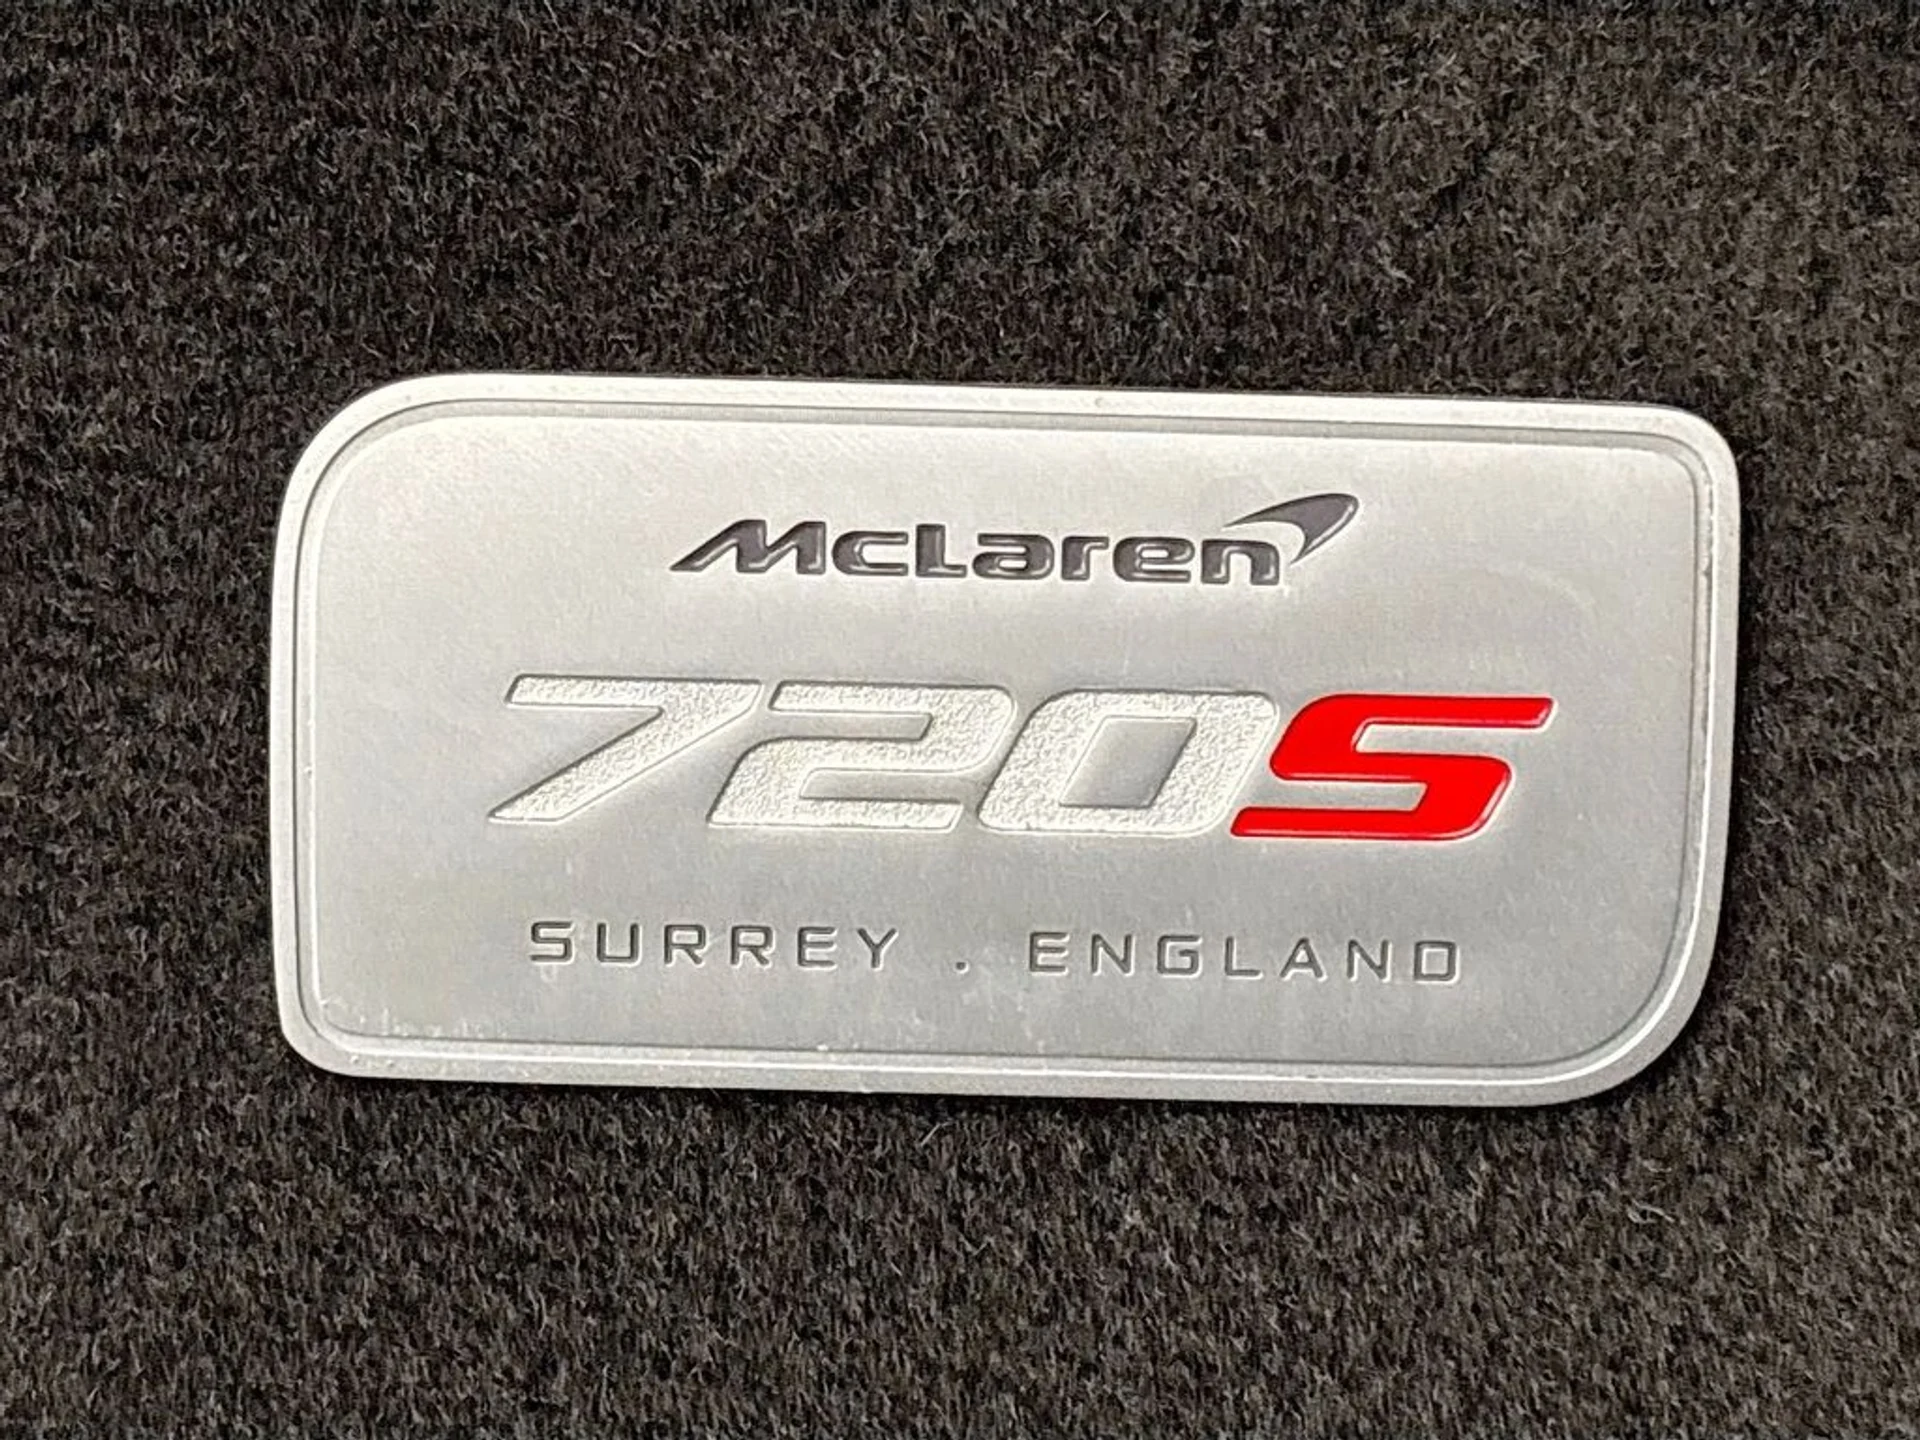 McLaren
720S
SURREY . ENGLAND